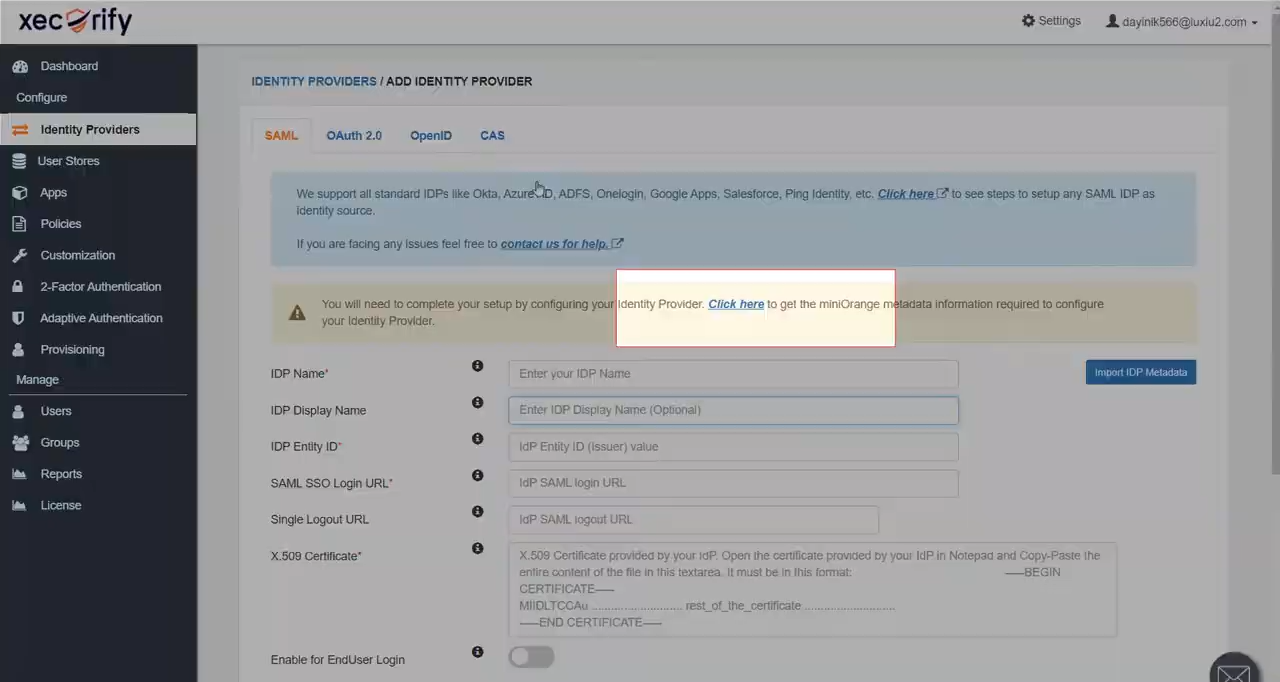 xecurify
Settings
dayinik566@luxiu2.com
Dashboard
Configure
Identity Providers
User Stores
Apps
Policies
Customization
2-Factor Authentication
Adaptive Authentication
Provisioning
Manage
Users
Groups
Reports
License
IDENTITY PROVIDERS / ADD IDENTITY PROVIDER
SAML OAuth 2.0 OpenID CAS
We support all standard IDPs like Okta, Azure AD, ADFS, Onelogin, Google Apps, Salesforce, Ping Identity, etc. Click here to see steps to setup any SAML IDP as
identity source.
If you are facing any issues feel free to contact us for help.
You will need to complete your setup by configuring your Identity Provider. Click here to get the miniOrange metadata information required to configure
your Identity Provider.
IDP Name* Enter your IDP Name Import IDP Metadata
IDP Display Name Enter IDP Display Name (Optional)
IDP Entity ID* IdP Entity ID (issuer) value
SAML SSO Login URL* IdP SAML login URL
Single Logout URL IdP SAML logout URL
X.509 Certificate* X.509 Certificate provided by your IdP. Open the certificate provided by your IdP in Notepad and Copy-Paste the
entire content of the file in this textarea. It must be in this format: -----BEGIN
CERTIFICATE-----
MIIDLTCCAu ........................... rest_of_the_certificate ...........................
-----END CERTIFICATE-----
Enable for EndUser Login